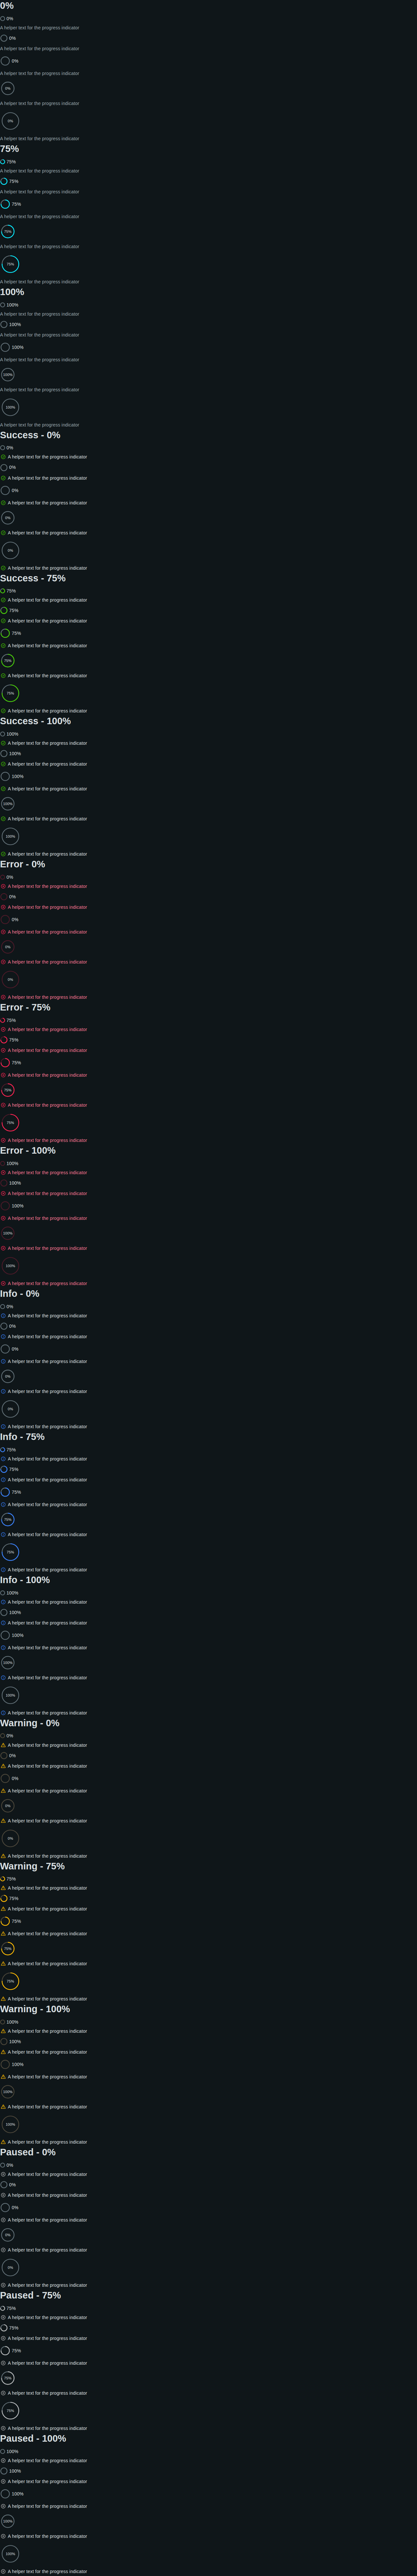 0%
0%
A helper text for the progress indicator
0%
A helper text for the progress indicator
0%
A helper text for the progress indicator
0%
A helper text for the progress indicator
0%
A helper text for the progress indicator
75%
75%
A helper text for the progress indicator
75%
A helper text for the progress indicator
75%
A helper text for the progress indicator
75%
A helper text for the progress indicator
75%
A helper text for the progress indicator
100%
100%
A helper text for the progress indicator
100%
A helper text for the progress indicator
100%
A helper text for the progress indicator
100%
A helper text for the progress indicator
100%
A helper text for the progress indicator
Success - 0%
0%
A helper text for the progress indicator
0%
A helper text for the progress indicator
0%
A helper text for the progress indicator
0%
A helper text for the progress indicator
0%
A helper text for the progress indicator
Success - 75%
75%
A helper text for the progress indicator
75%
A helper text for the progress indicator
75%
A helper text for the progress indicator
75%
A helper text for the progress indicator
75%
A helper text for the progress indicator
Success - 100%
100%
A helper text for the progress indicator
100%
A helper text for the progress indicator
100%
A helper text for the progress indicator
100%
A helper text for the progress indicator
100%
A helper text for the progress indicator
Error - 0%
0%
A helper text for the progress indicator
0%
A helper text for the progress indicator
0%
A helper text for the progress indicator
0%
A helper text for the progress indicator
0%
A helper text for the progress indicator
Error - 75%
75%
A helper text for the progress indicator
75%
A helper text for the progress indicator
75%
A helper text for the progress indicator
75%
A helper text for the progress indicator
75%
A helper text for the progress indicator
Error - 100%
100%
A helper text for the progress indicator
100%
A helper text for the progress indicator
100%
A helper text for the progress indicator
100%
A helper text for the progress indicator
100%
A helper text for the progress indicator
Info - 0%
0%
A helper text for the progress indicator
0%
A helper text for the progress indicator
0%
A helper text for the progress indicator
0%
A helper text for the progress indicator
0%
A helper text for the progress indicator
Info - 75%
75%
A helper text for the progress indicator
75%
A helper text for the progress indicator
75%
A helper text for the progress indicator
75%
A helper text for the progress indicator
75%
A helper text for the progress indicator
Info - 100%
100%
A helper text for the progress indicator
100%
A helper text for the progress indicator
100%
A helper text for the progress indicator
100%
A helper text for the progress indicator
100%
A helper text for the progress indicator
Warning - 0%
0%
A helper text for the progress indicator
0%
A helper text for the progress indicator
0%
A helper text for the progress indicator
0%
A helper text for the progress indicator
0%
A helper text for the progress indicator
Warning - 75%
75%
A helper text for the progress indicator
75%
A helper text for the progress indicator
75%
A helper text for the progress indicator
75%
A helper text for the progress indicator
75%
A helper text for the progress indicator
Warning - 100%
100%
A helper text for the progress indicator
100%
A helper text for the progress indicator
100%
A helper text for the progress indicator
100%
A helper text for the progress indicator
100%
A helper text for the progress indicator
Paused - 0%
0%
A helper text for the progress indicator
0%
A helper text for the progress indicator
0%
A helper text for the progress indicator
0%
A helper text for the progress indicator
0%
A helper text for the progress indicator
Paused - 75%
75%
A helper text for the progress indicator
75%
A helper text for the progress indicator
75%
A helper text for the progress indicator
75%
A helper text for the progress indicator
75%
A helper text for the progress indicator
Paused - 100%
100%
A helper text for the progress indicator
100%
A helper text for the progress indicator
100%
A helper text for the progress indicator
100%
A helper text for the progress indicator
100%
A helper text for the progress indicator